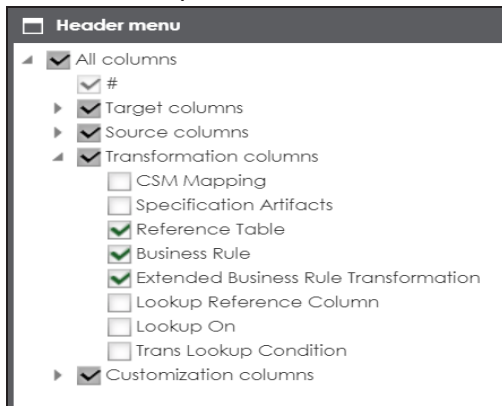 Header menu
All columns
#
Target columns
Source columns
Transformation columns
CSM Mapping
Specification Artifacts
Reference Table
Business Rule
Extended Business Rule Transformation
Lookup Reference Column
Lookup On
Trans Lookup Condition
Customization columns